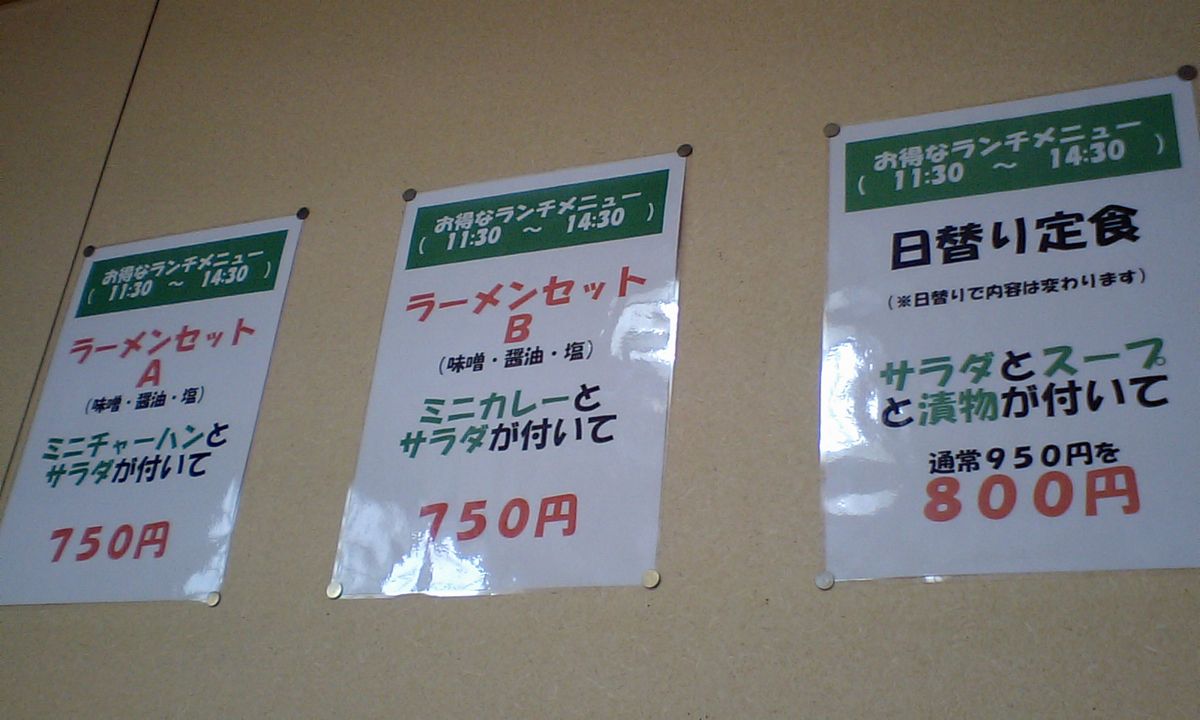 お得なランチメニュー
( 11:30 ～ 14:30 )
ラーメンセット
A
(味噌・醤油・塩)
ミニチャーハンと
サラダが付いて
750円
お得なランチメニュー
( 11:30 ～ 14:30 )
ラーメンセット
B
(味噌・醤油・塩)
ミニカレーと
サラダが付いて
750円
お得なランチメニュー
( 11:30 ～ 14:30 )
日替り定食
(※日替りで内容は変わります)
サラダとスープ
と漬物が付いて
通常950円を
800円